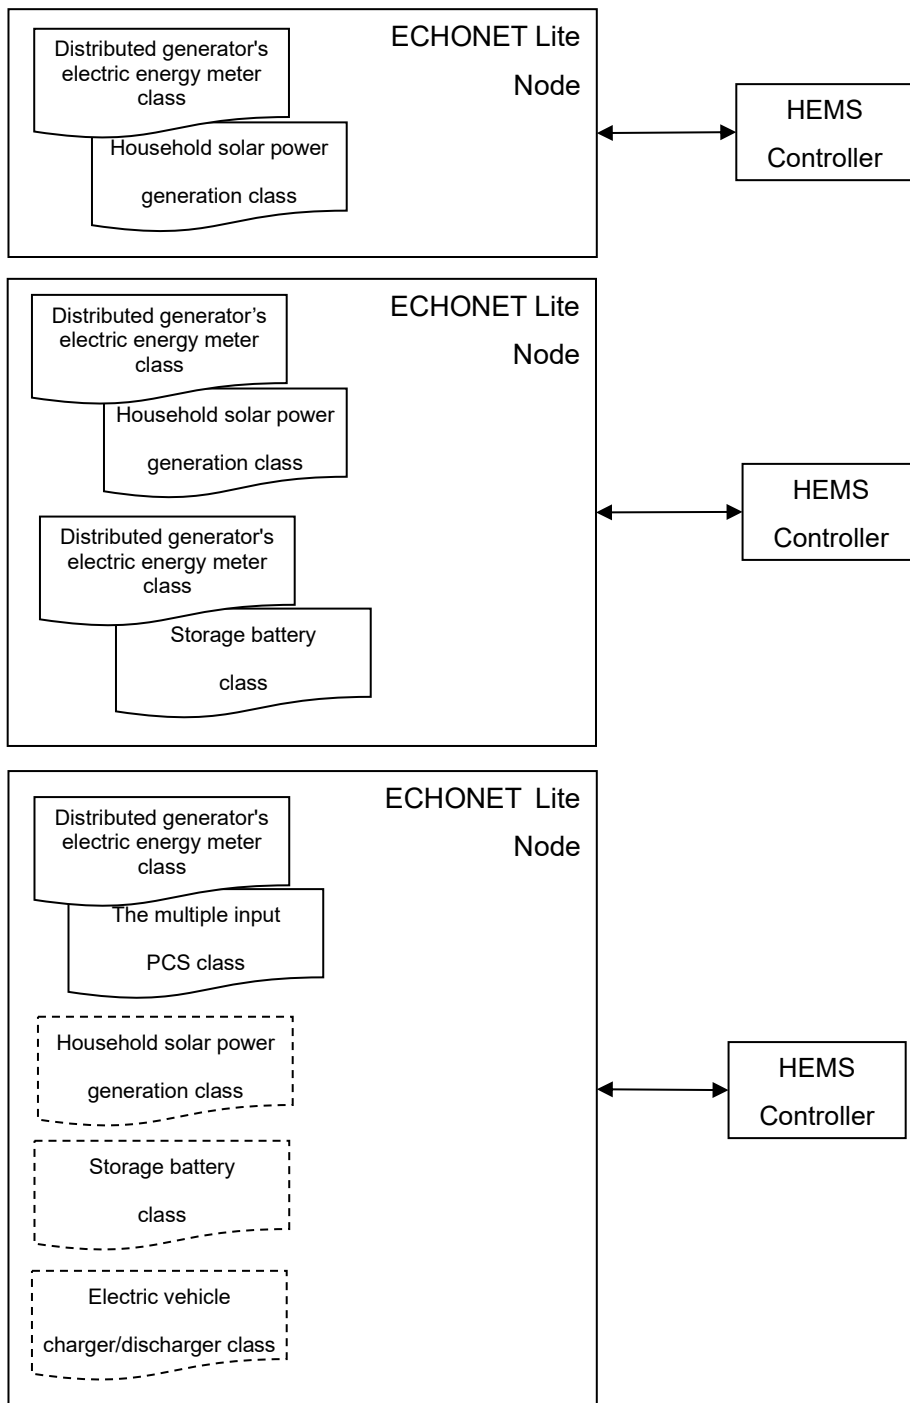 ECHONET Lite
Node
Distributed generator's
electric energy meter
class
Household solar power
generation class
HEMS
Controller
ECHONET Lite
Node
Distributed generator’s
electric energy meter
class
Household solar power
generation class
Distributed generator's
electric energy meter
class
Storage battery
class
HEMS
Controller
ECHONET  Lite
Node
Distributed generator's
electric energy meter
class
The multiple input
PCS class
Household solar power
generation class
Storage battery
class
Electric vehicle
charger/discharger class
HEMS
Controller